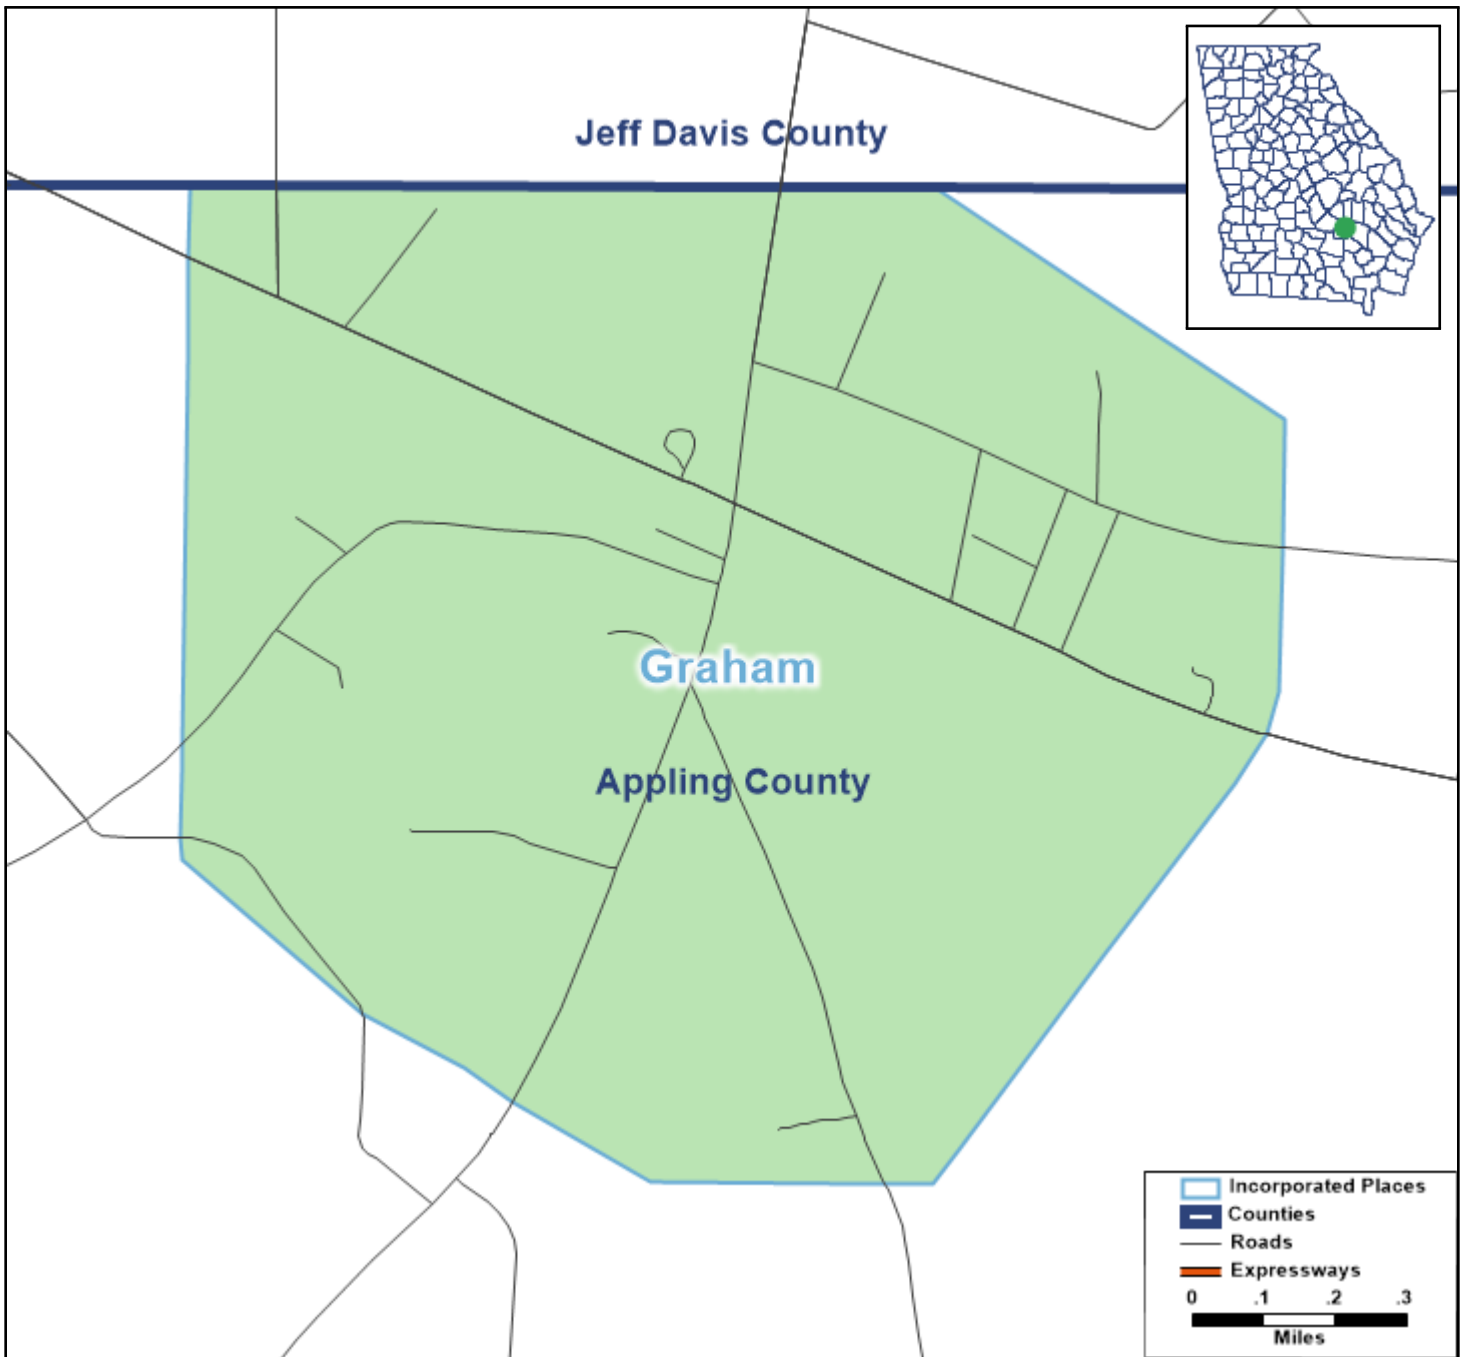 Jeff Davis County
Graham
Appling County
Incorporated Places
Counties
Roads
Expressways
0 .1 .2 .3
Miles